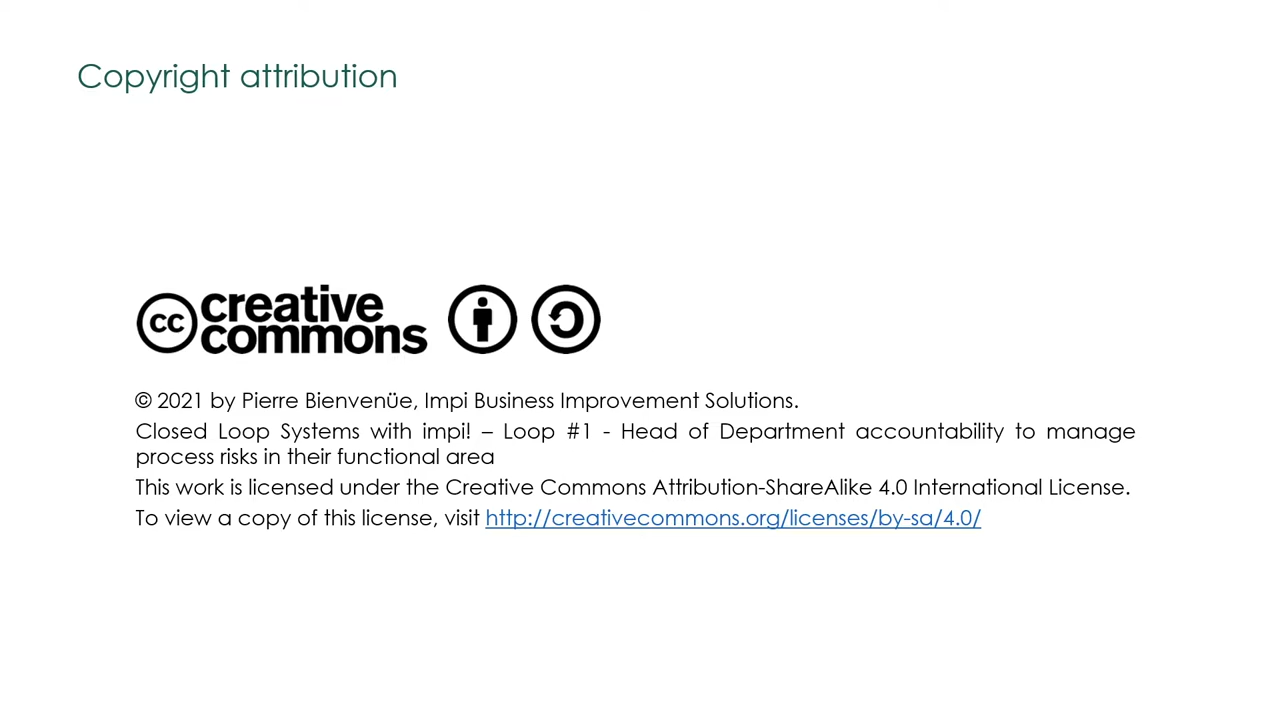 Copyright attribution
cc creative commons
© 2021 by Pierre Bienvenüe, Impi Business Improvement Solutions.
Closed Loop Systems with impi! – Loop #1 - Head of Department accountability to manage
process risks in their functional area
This work is licensed under the Creative Commons Attribution-ShareAlike 4.0 International License.
To view a copy of this license, visit http://creativecommons.org/licenses/by-sa/4.0/